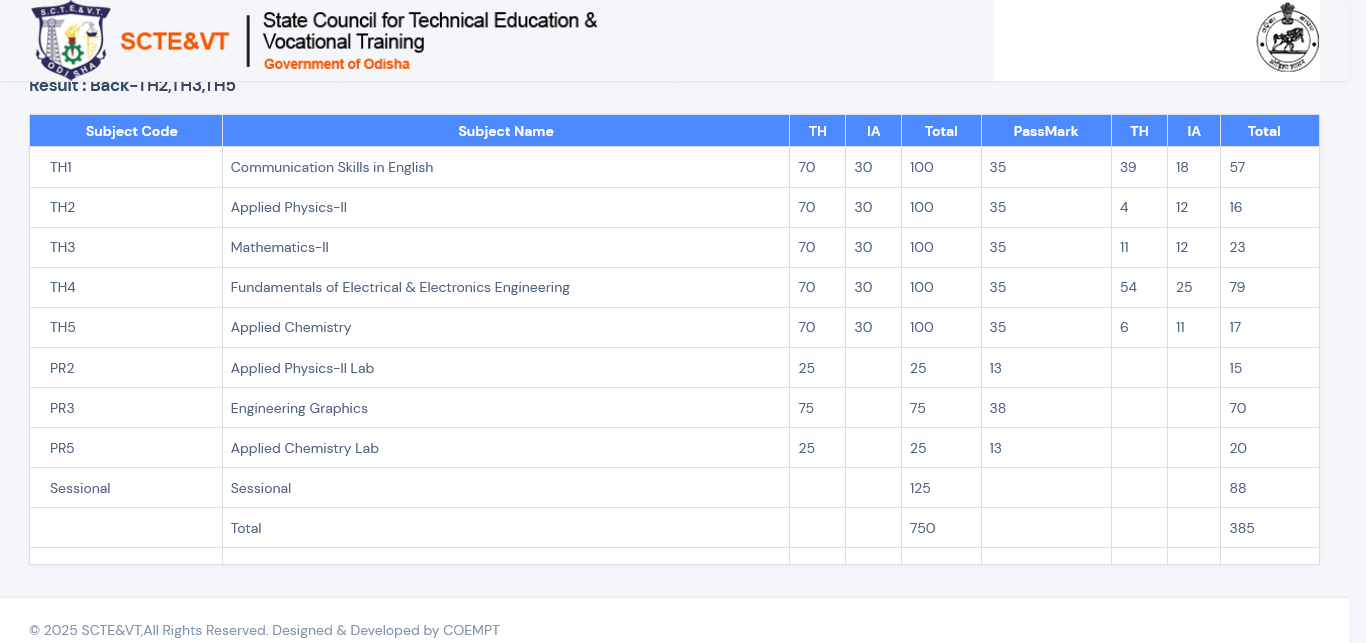 S.C.T.E.&V.T.
ODISHA
SCTE&VT
State Council for Technical Education &
Vocational Training
Government of Odisha
Result : Back-TH2,TH3,TH5
Subject Code Subject Name TH IA Total PassMark TH IA Total
TH1 Communication Skills in English 70 30 100 35 39 18 57
TH2 Applied Physics-II 70 30 100 35 4 12 16
TH3 Mathematics-II 70 30 100 35 11 12 23
TH4 Fundamentals of Electrical & Electronics Engineering 70 30 100 35 54 25 79
TH5 Applied Chemistry 70 30 100 35 6 11 17
PR2 Applied Physics-II Lab 25 25 13 15
PR3 Engineering Graphics 75 75 38 70
PR5 Applied Chemistry Lab 25 25 13 20
Sessional Sessional 125 88
Total 750 385
© 2025 SCTE&VT,All Rights Reserved. Designed & Developed by COEMPT